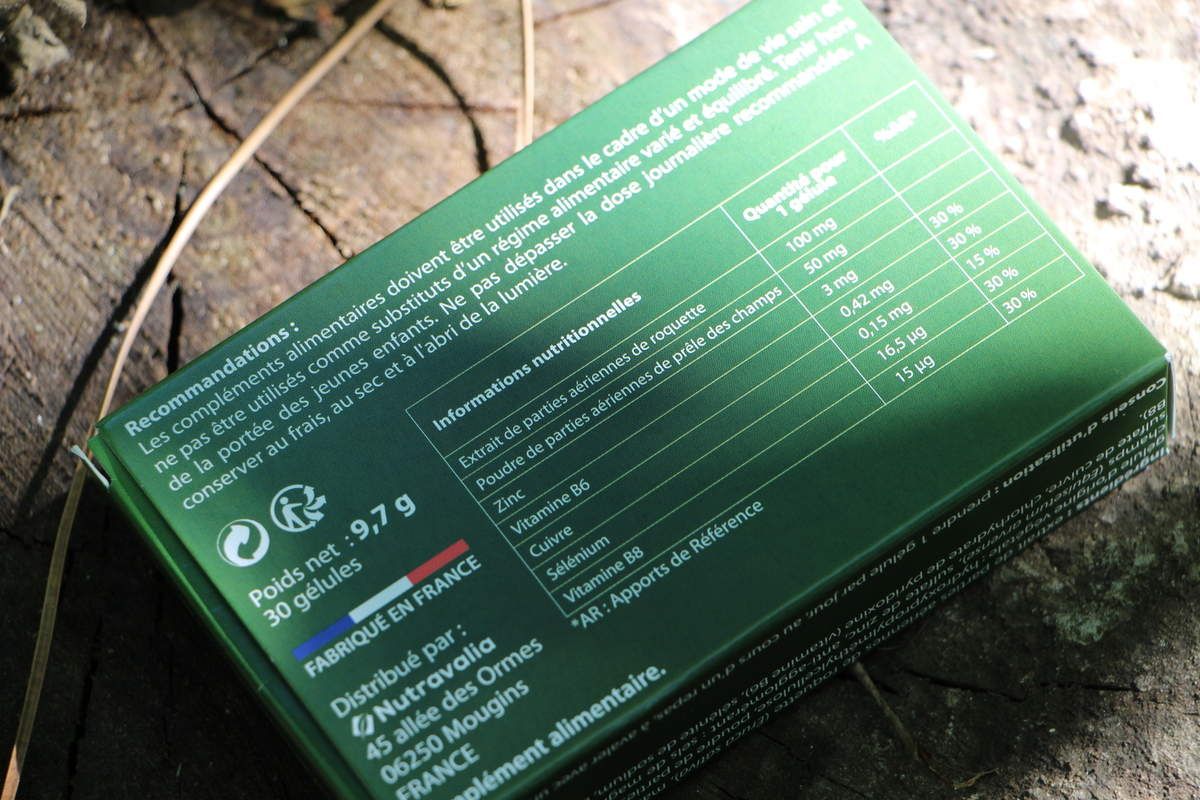 Recommandations :
Les compléments alimentaires doivent être utilisés dans le cadre d'un mode de vie sain et
ne pas être utilisés comme substituts d'un régime alimentaire varié et équilibré. Tenir hors
de la portée des jeunes enfants. Ne pas dépasser la dose journalière recommandée. A
conserver au frais, au sec et à l'abri de la lumière.
Informations nutritionnelles Quantité pour 1 gélule %AR*
Extrait de parties aériennes de roquette 100 mg
Poudre de parties aériennes de prêle des champs 50 mg
Zinc 3 mg 30 %
Vitamine B6 0,42 mg 30 %
Cuivre 0,15 mg 15 %
Sélénium 16,5 µg 30 %
Vitamine B8 15 µg 30 %
*AR : Apports de Référence
Poids net : 9,7 g
30 gélules
FABRIQUÉ EN FRANCE
Distribué par :
Nutravalia
45 allée des Ormes
06250 Mougins
FRANCE
plément alimentaire.
Conseils d'utilisation : prendre 1 gélule par jour, au cours d'un repas, à avaler avec